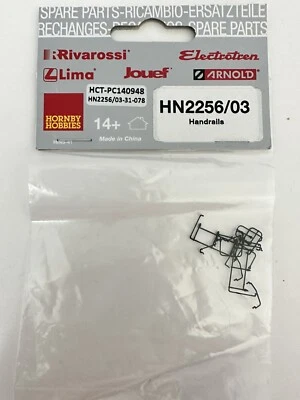 SPARE PARTS-RICAMBIO-ERSATZTEILE
RECHANGES-RECAMBIOS-SPARE PARTS
Rivarossi Electrotren
Lima Jouef ARNOLD
HCT-PC140948
HN2256/03-31-078
HN2256/03
Handrails
HORNBY
HOBBIES
14+
Made in China